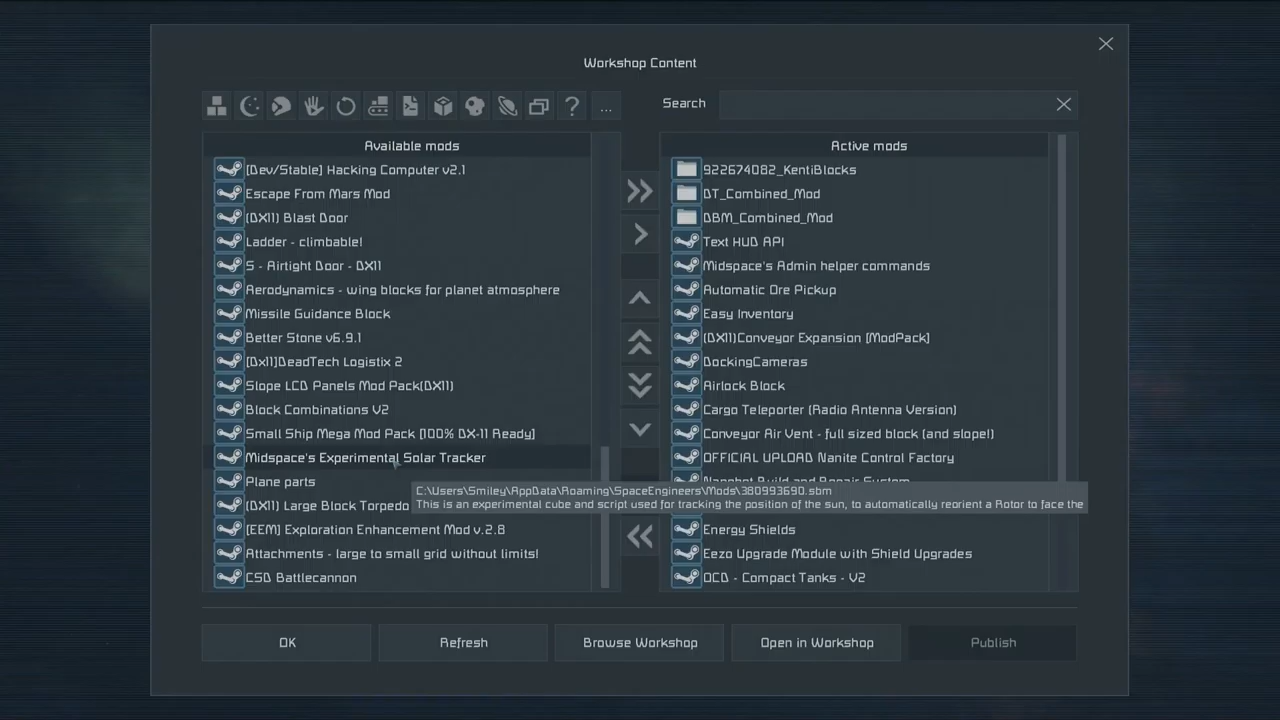 Workshop Content
? ...
Search
Available mods
[Dev/Stable] Hacking Computer v2.1
Escape From Mars Mod
(DX11) Blast Door
Ladder - climbable!
S - Airtight Door - DX11
Aerodynamics - wing blocks for planet atmosphere
Missile Guidance Block
Better Stone v6.9.1
[Dx11]DeadTech Logistix 2
Slope LCD Panels Mod Pack(DX11)
Block Combinations V2
Small Ship Mega Mod Pack [100% DX-11 Ready]
Midspace's Experimental Solar Tracker
Plane parts
(DX11) Large Block Torpedo
[EEM] Exploration Enhancement Mod v.2.8
Attachments - large to small grid without limits!
CSD Battlecannon
Active mods
922674082_KentiBlocks
DT_Combined_Mod
DBM_Combined_Mod
Text HUD API
Midspace's Admin helper commands
Automatic Ore Pickup
Easy Inventory
(DX11)Conveyor Expansion [ModPack]
DockingCameras
Airlock Block
Cargo Teleporter (Radio Antenna Version)
Conveyor Air Vent - full sized block (and slope!)
OFFICIAL UPLOAD Nanite Control Factory
Nanobot Build and Repair System
C:\Users\Smiley\AppData\Roaming\SpaceEngineers\Mods\380993690.sbm
This is an experimental cube and script used for tracking the position of the sun, to automatically reorient a Rotor to face the
Energy Shields
Eezo Upgrade Module with Shield Upgrades
OCD - Compact Tanks - V2
OK
Refresh
Browse Workshop
Open in Workshop
Publish